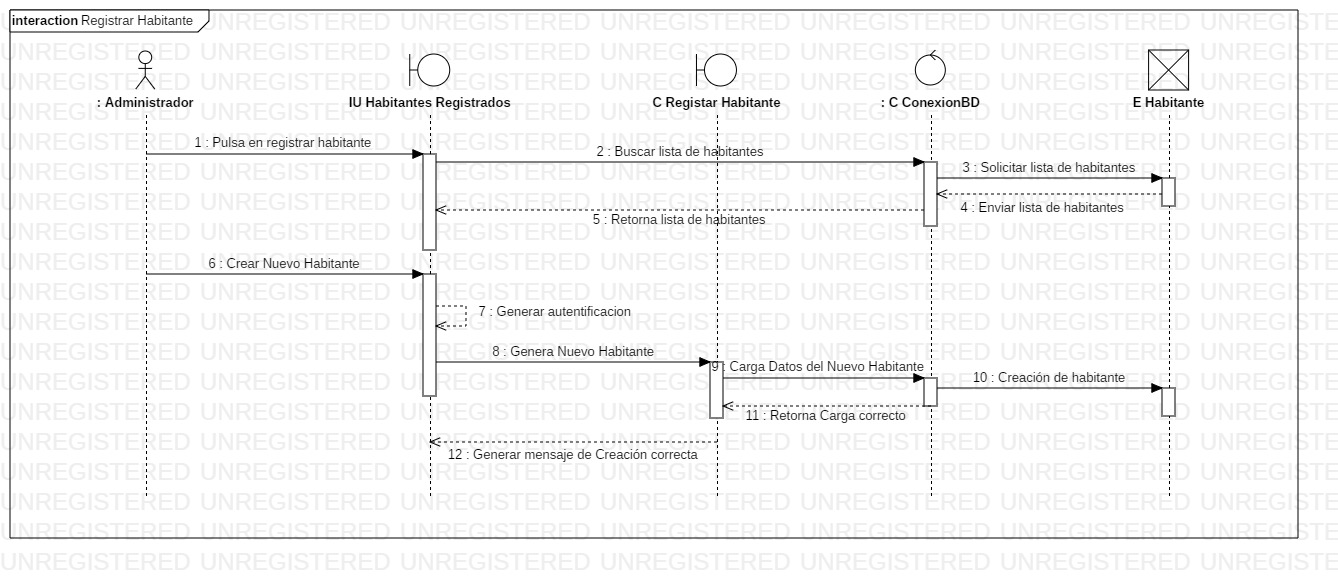 interaction Registrar Habitante
: Administrador
IU Habitantes Registrados
C Registar Habitante
: C ConexionBD
E Habitante
1 : Pulsa en registrar habitante
2 : Buscar lista de habitantes
3 : Solicitar lista de habitantes
4 : Enviar lista de habitantes
5 : Retorna lista de habitantes
6 : Crear Nuevo Habitante
7 : Generar autentificacion
8 : Genera Nuevo Habitante
9 : Carga Datos del Nuevo Habitante
10 : Creación de habitante
11 : Retorna Carga correcto
12 : Generar mensaje de Creación correcta
UNREGISTERED